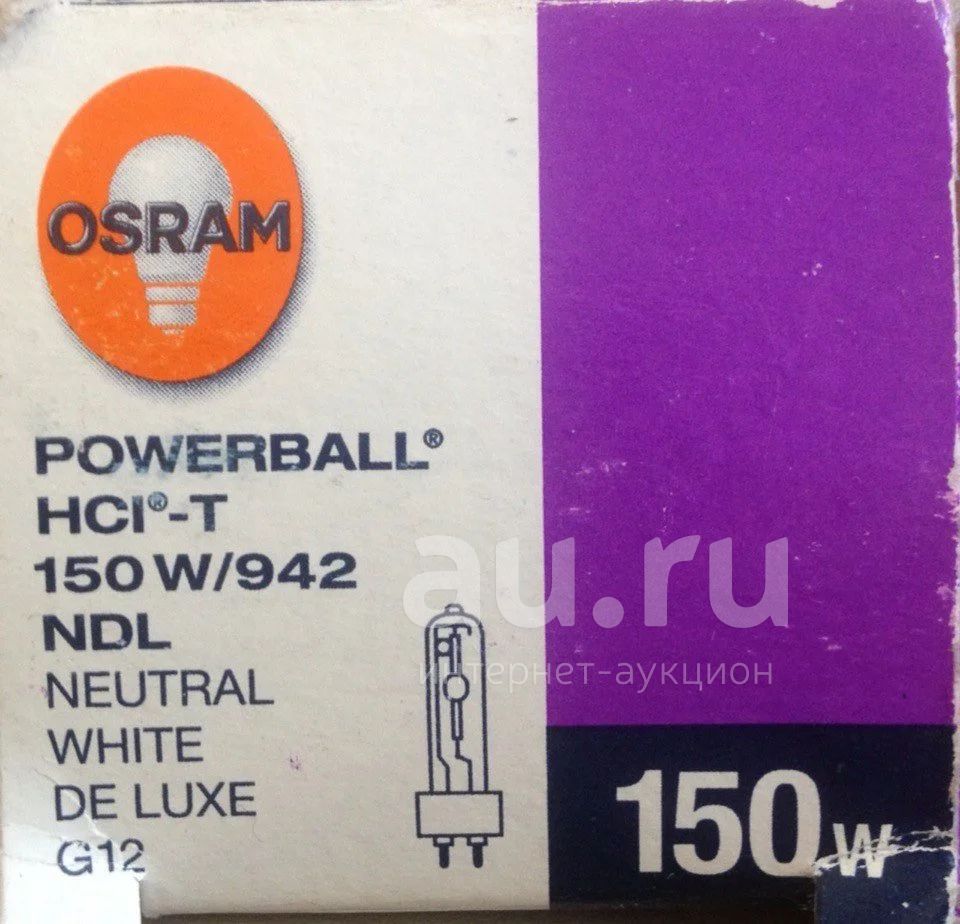 OSRAM
POWERBALL®
HCI®-T
150 W/942
NDL
NEUTRAL
WHITE
DE LUXE
G12
150 W
au.ru
интернет-аукцион